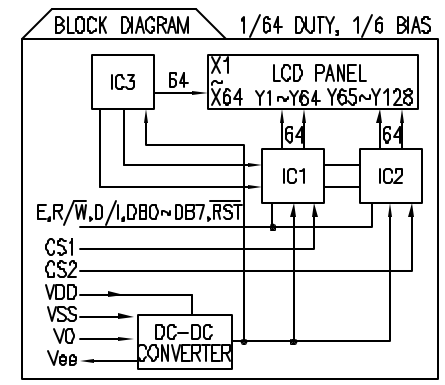 BLOCK DIAGRAM 1/64 DUTY, 1/6 BIAS
IC3
64
X1
~
X64
LCD PANEL
Y1~Y64 Y65~Y128
64
64
IC1
IC2
E,R/W̅,D/I,DB0~DB7,R̅S̅T̅
CS1
CS2
VDD
VSS
V0
Vee
DC-DC
CONVERTER